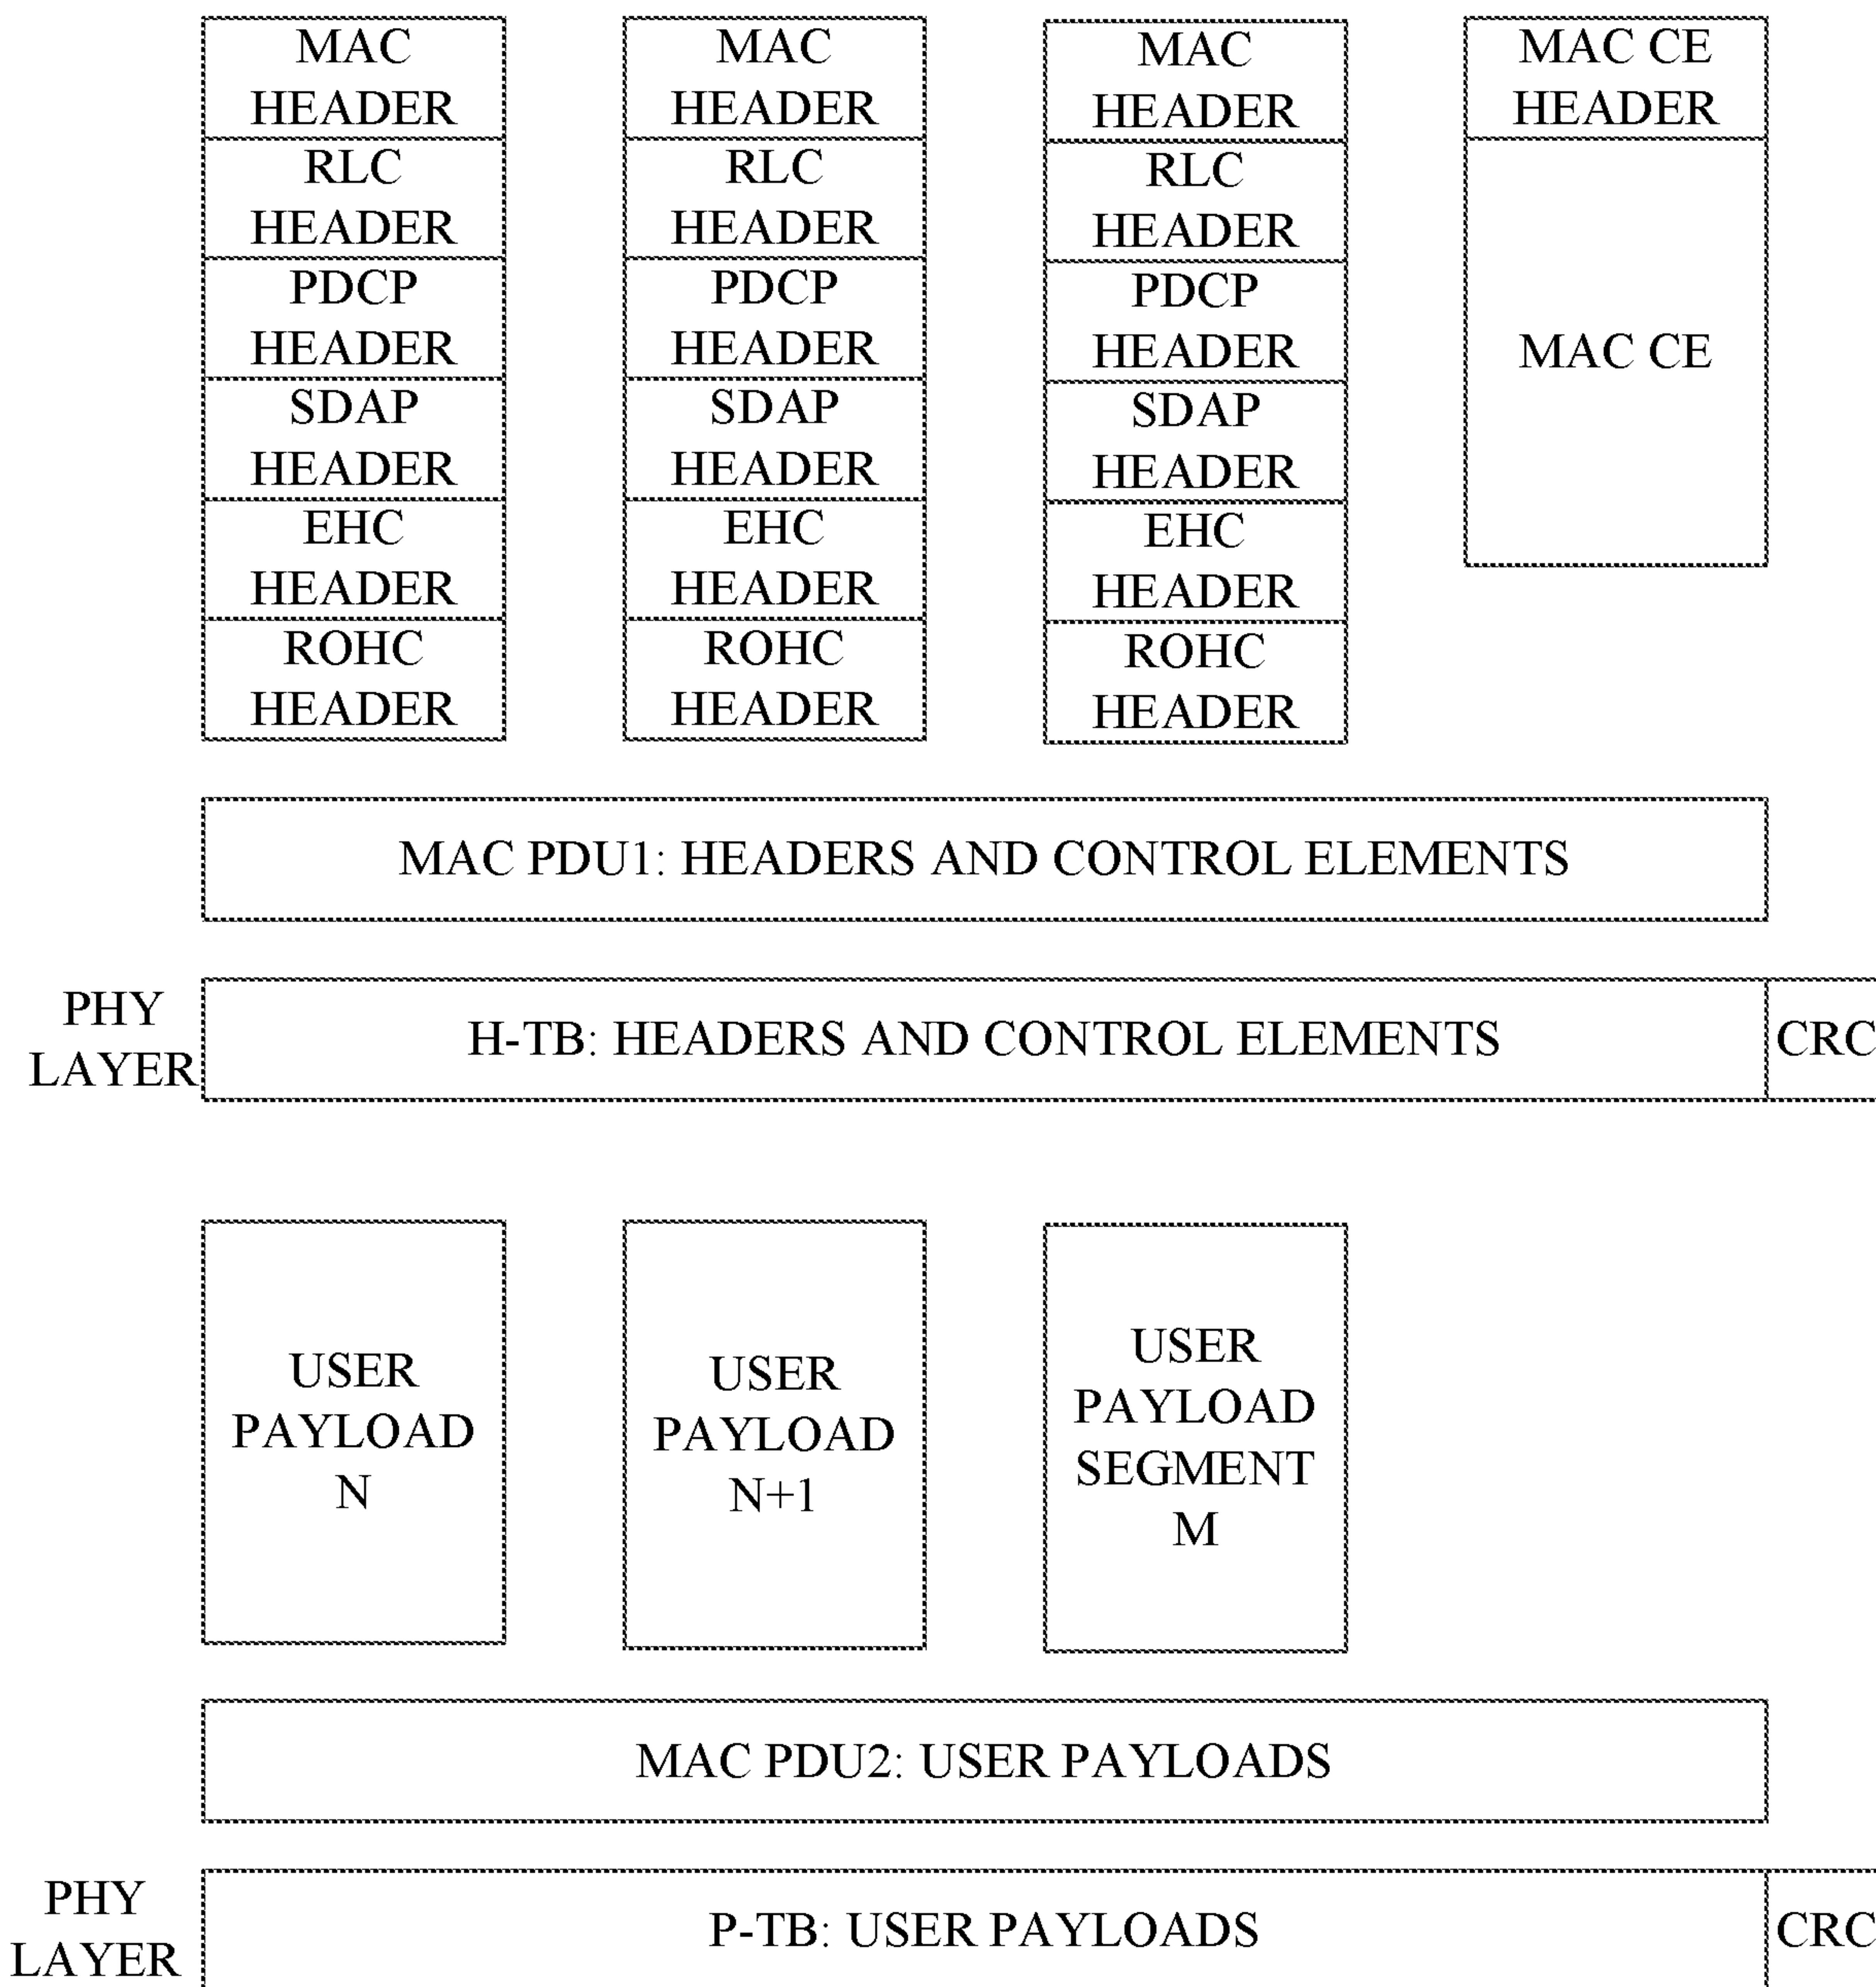 MAC
HEADER
RLC
HEADER
PDCP
HEADER
SDAP
HEADER
EHC
HEADER
ROHC
HEADER
MAC
HEADER
RLC
HEADER
PDCP
HEADER
SDAP
HEADER
EHC
HEADER
ROHC
HEADER
MAC
HEADER
RLC
HEADER
PDCP
HEADER
SDAP
HEADER
EHC
HEADER
ROHC
HEADER
MAC CE
HEADER
MAC CE
MAC PDU1: HEADERS AND CONTROL ELEMENTS
PHY
LAYER
H-TB: HEADERS AND CONTROL ELEMENTS
CRC
USER
PAYLOAD
N
USER
PAYLOAD
N+1
USER
PAYLOAD
SEGMENT
M
MAC PDU2: USER PAYLOADS
PHY
LAYER
P-TB: USER PAYLOADS
CRC